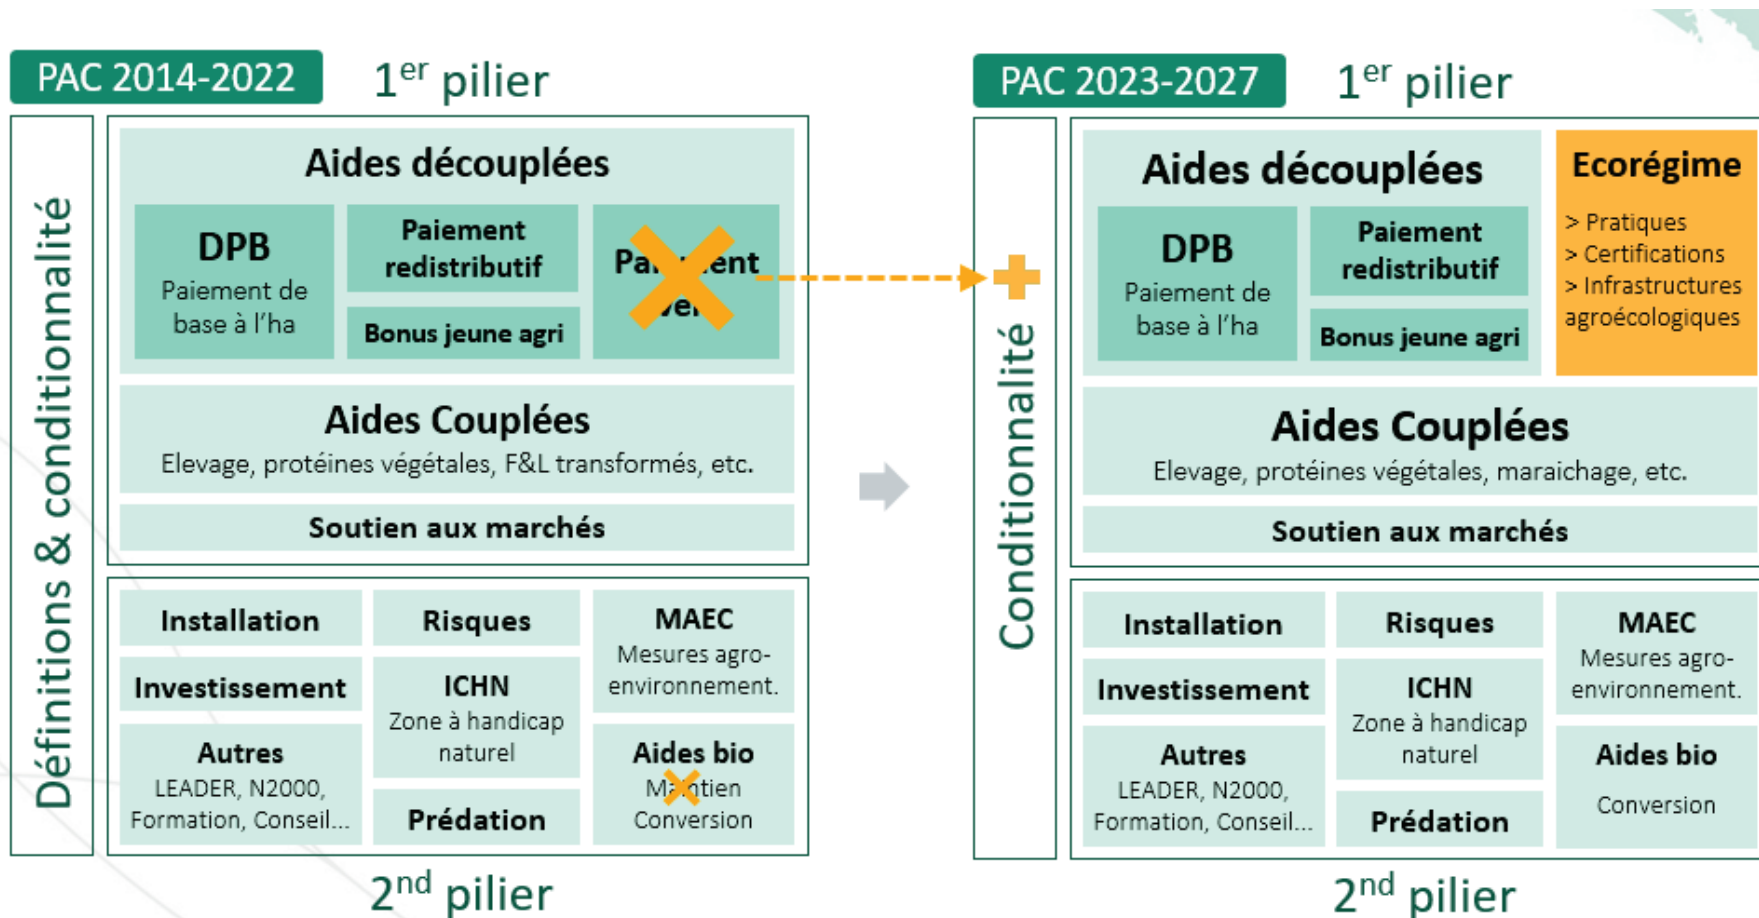 PAC 2014-2022
1er pilier
Définitions & conditionnalité
Aides découplées
DPB
Paiement de
base à l'ha
Paiement
redistributif
Bonus jeune agri
Paiement
vert
Aides Couplées
Elevage, protéines végétales, F&L transformés, etc.
Soutien aux marchés
Installation
Investissement
Autres
LEADER, N2000,
Formation, Conseil...
Risques
ICHN
Zone à handicap
naturel
Prédation
MAEC
Mesures agro-
environnement.
Aides bio
Maintien
Conversion
2nd pilier
PAC 2023-2027
1er pilier
Conditionnalité
Aides découplées
DPB
Paiement de
base à l'ha
Paiement
redistributif
Bonus jeune agri
Ecorégime
> Pratiques
> Certifications
> Infrastructures
agroécologiques
Aides Couplées
Elevage, protéines végétales, maraichage, etc.
Soutien aux marchés
Installation
Investissement
Autres
LEADER, N2000,
Formation, Conseil...
Risques
ICHN
Zone à handicap
naturel
Prédation
MAEC
Mesures agro-
environnement.
Aides bio
Conversion
2nd pilier